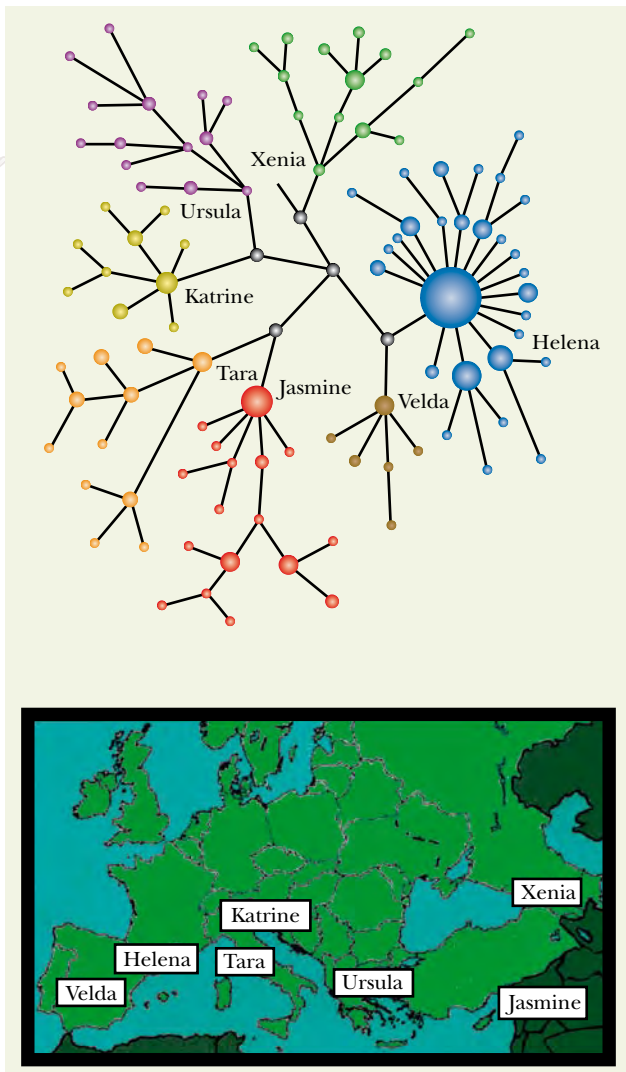 Xenia
Ursula
Katrine
Helena
Tara
Jasmine
Velda
Xenia
Katrine
Helena
Tara
Ursula
Velda
Jasmine